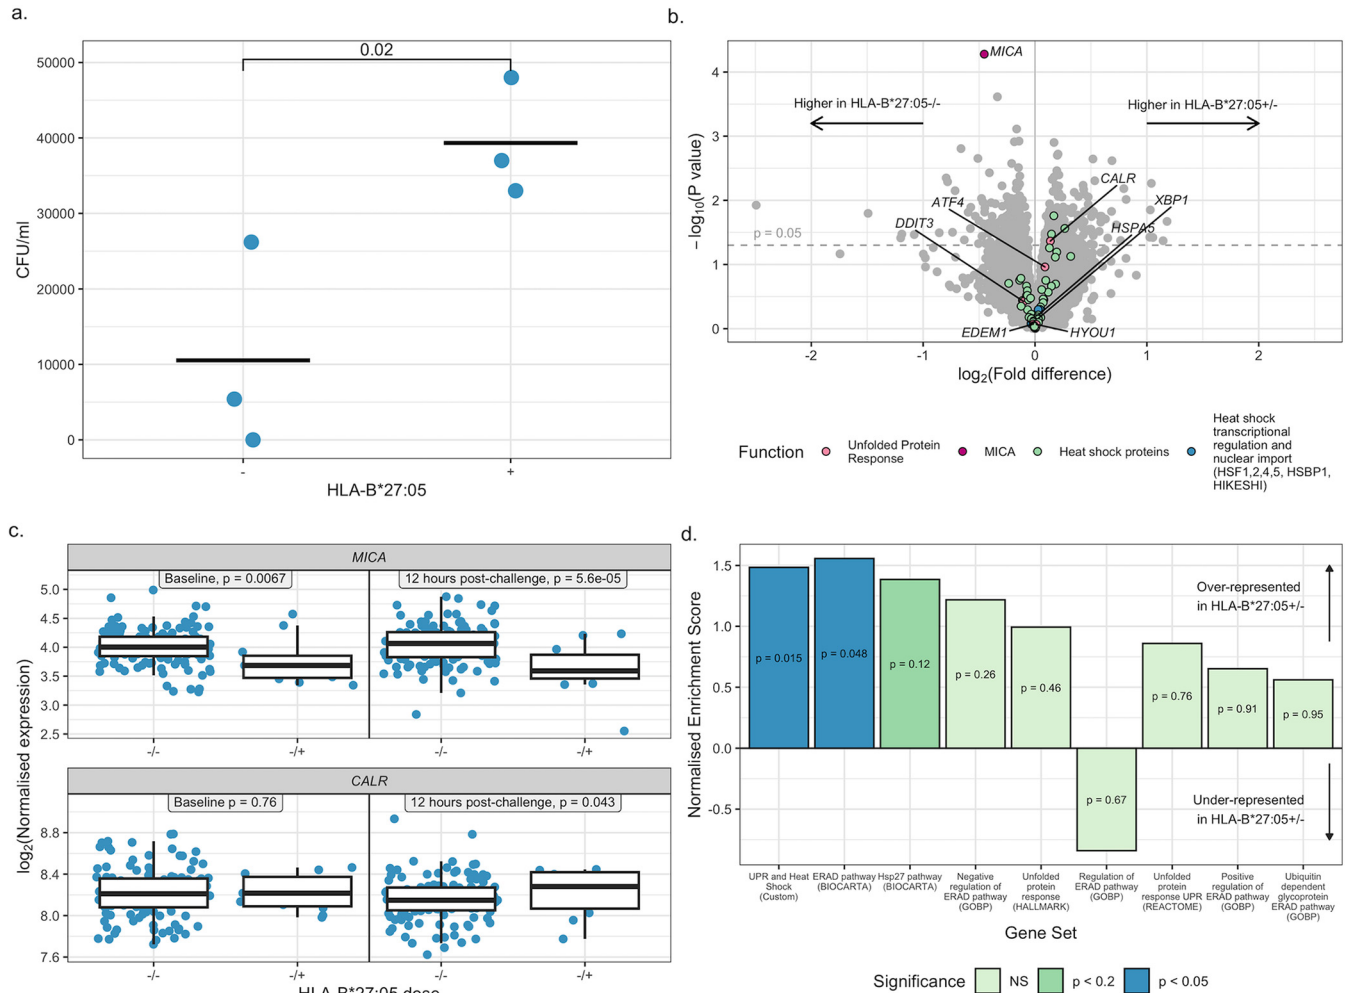 a.
0.02
50000
40000
30000
20000
10000
0
CFU/ml
-
+
HLA-B*27:05
b.
MICA
Higher in HLA-B*27:05-/-
Higher in HLA-B*27:05+/-
CALR
ATF4
XBP1
DDIT3
HSPA5
p = 0.05
EDEM1
HYOU1
4
3
2
1
0
− log10(P value)
-2
-1
0
1
2
log2(Fold difference)
Function
Unfolded Protein
Response
MICA
Heat shock proteins
Heat shock
transcriptional
regulation and
nuclear import
(HSF1,2,4,5, HSBP1,
HIKESHI)
c.
MICA
Baseline, p = 0.0067
12 hours post-challenge, p = 5.6e-05
5.0
4.5
4.0
3.5
3.0
2.5
-/-
-/+
-/-
-/+
log2(Normalised expression)
CALR
Baseline p = 0.76
12 hours post-challenge, p = 0.043
8.8
8.4
8.0
7.6
-/-
-/+
-/-
-/+
HLA-B*27:05 dose
d.
1.5
1.0
0.5
0.0
-0.5
Normalised Enrichment Score
Over-represented
in HLA-B*27:05+/-
p = 0.015
p = 0.048
p = 0.12
p = 0.26
p = 0.46
p = 0.67
p = 0.76
p = 0.91
p = 0.95
Under-represented
in HLA-B*27:05+/-
UPR and Heat
Shock
(Custom)
ERAD pathway
(BIOCARTA)
Hsp27 pathway
(BIOCARTA)
Negative
regulation of
ERAD pathway
(GOBP)
Unfolded
protein
response
(HALLMARK)
Regulation of
ERAD pathway
(GOBP)
Unfolded
protein
response UPR
(REACTOME)
Positive
regulation of
ERAD pathway
(GOBP)
Ubiquitin
dependent
glycoprotein
ERAD pathway
(GOBP)
Gene Set
Significance
NS
p < 0.2
p < 0.05